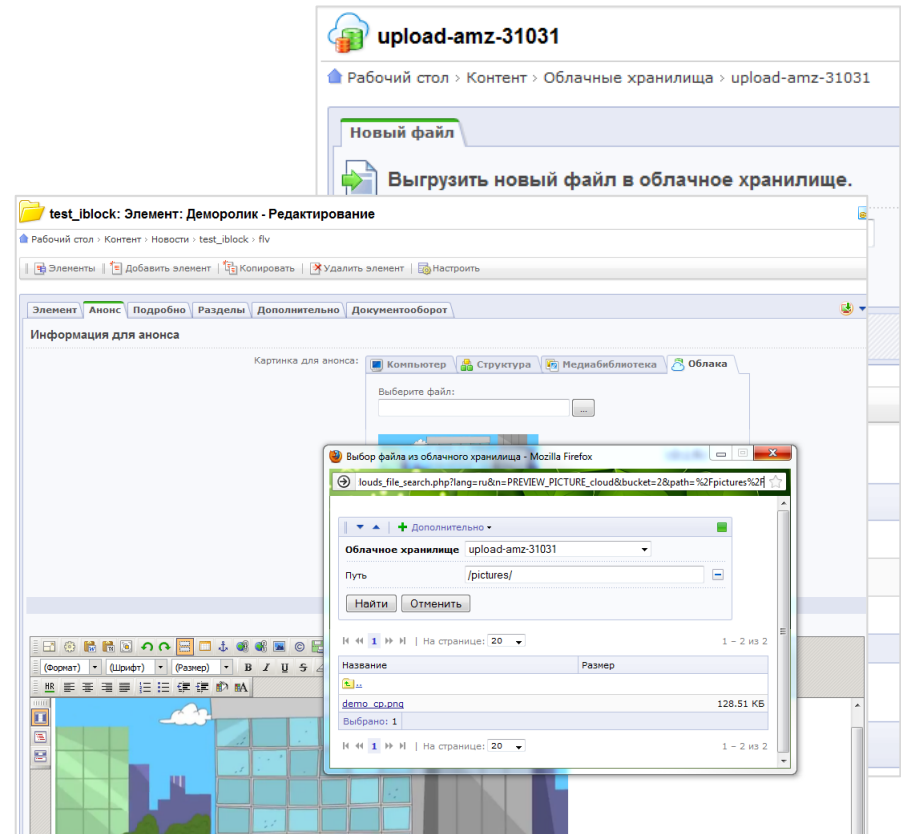 upload-amz-31031
Рабочий стол › Контент › Облачные хранилища › upload-amz-31031
Новый файл
Выгрузить новый файл в облачное хранилище.
test_iblock: Элемент: Деморолик - Редактирование
Рабочий стол › Контент › Новости › test_iblock › flv
Элементы | Добавить элемент | Копировать | Удалить элемент | Настроить
Элемент Анонс Подробно Разделы Дополнительно Документооборот
Информация для анонса
Картинка для анонса: Компьютер Структура Медиабиблиотека Облака
Выберите файл:
...
Выбор файла из облачного хранилища - Mozilla Firefox
louds_file_search.php?lang=ru&n=PREVIEW_PICTURE_cloud&bucket=2&path=%2Fpictures%2F
Дополнительно
Облачное хранилище upload-amz-31031
Путь /pictures/
Найти Отменить
1 | На странице: 20 1 – 2 из 2
Название Размер
..
demo_cp.png 128.51 КБ
Выбрано: 1
1 | На странице: 20 1 – 2 из 2
(Формат) (Шрифт) (Размер) B I U S
HR